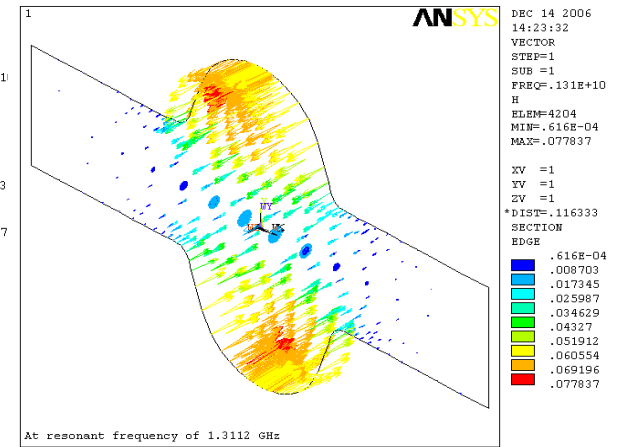 1
ANSYS
DEC 14 2006
14:23:32
VECTOR
STEP=1
SUB =1
FREQ=.131E+10
H
ELEM=4204
MIN=.616E-04
MAX=.077837
XV =1
YV =1
ZV =1
*DIST=.116333
SECTION
EDGE
.616E-04
.008703
.017345
.025987
.034629
.04327
.051912
.060554
.069196
.077837
3
7
At resonant frequency of 1.3112 GHz